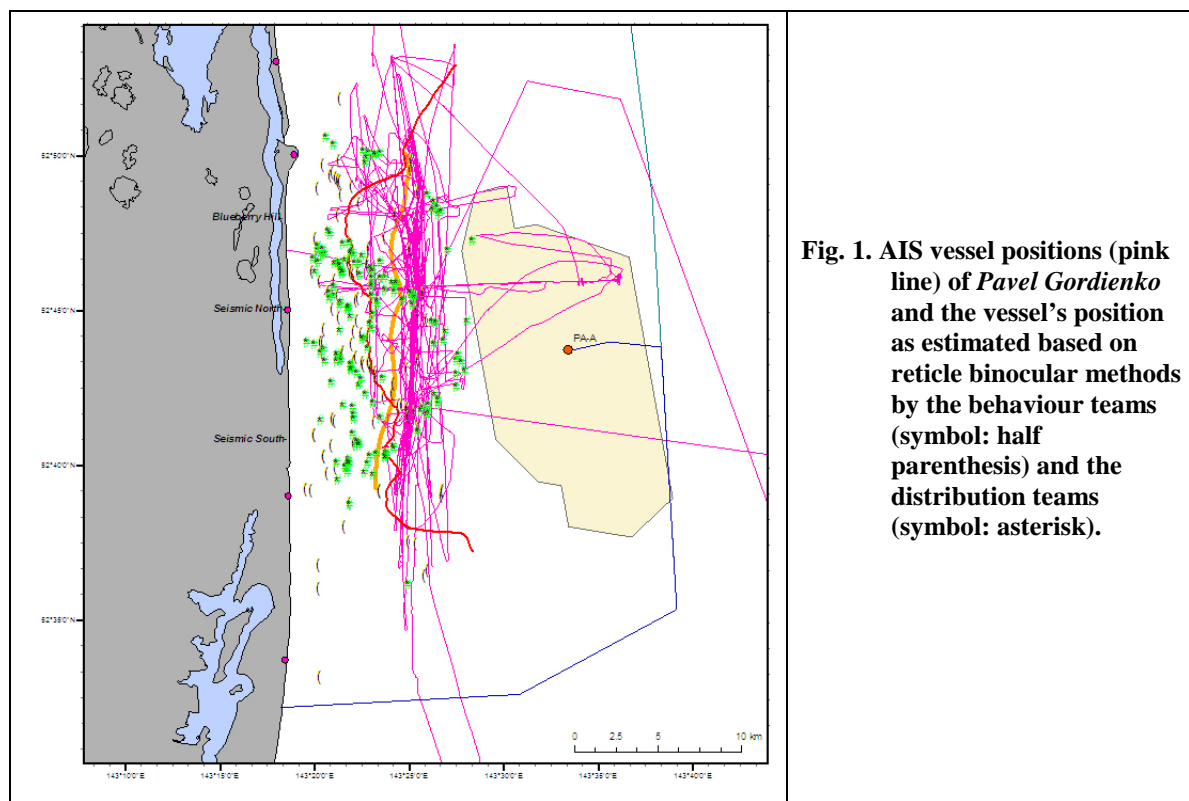 52°50'0"N
Blueberry Hill
Seismic North
52°45'0"N
PA-A
Seismic South
52°40'0"N
52°35'0"N
0 2.5 5 10 km
143°10'0"E 143°15'0"E 143°20'0"E 143°25'0"E 143°30'0"E 143°35'0"E 143°40'0"E
Fig. 1. AIS vessel positions (pink
line) of Pavel Gordienko
and the vessel's position
as estimated based on
reticle binocular methods
by the behaviour teams
(symbol: half
parenthesis) and the
distribution teams
(symbol: asterisk).